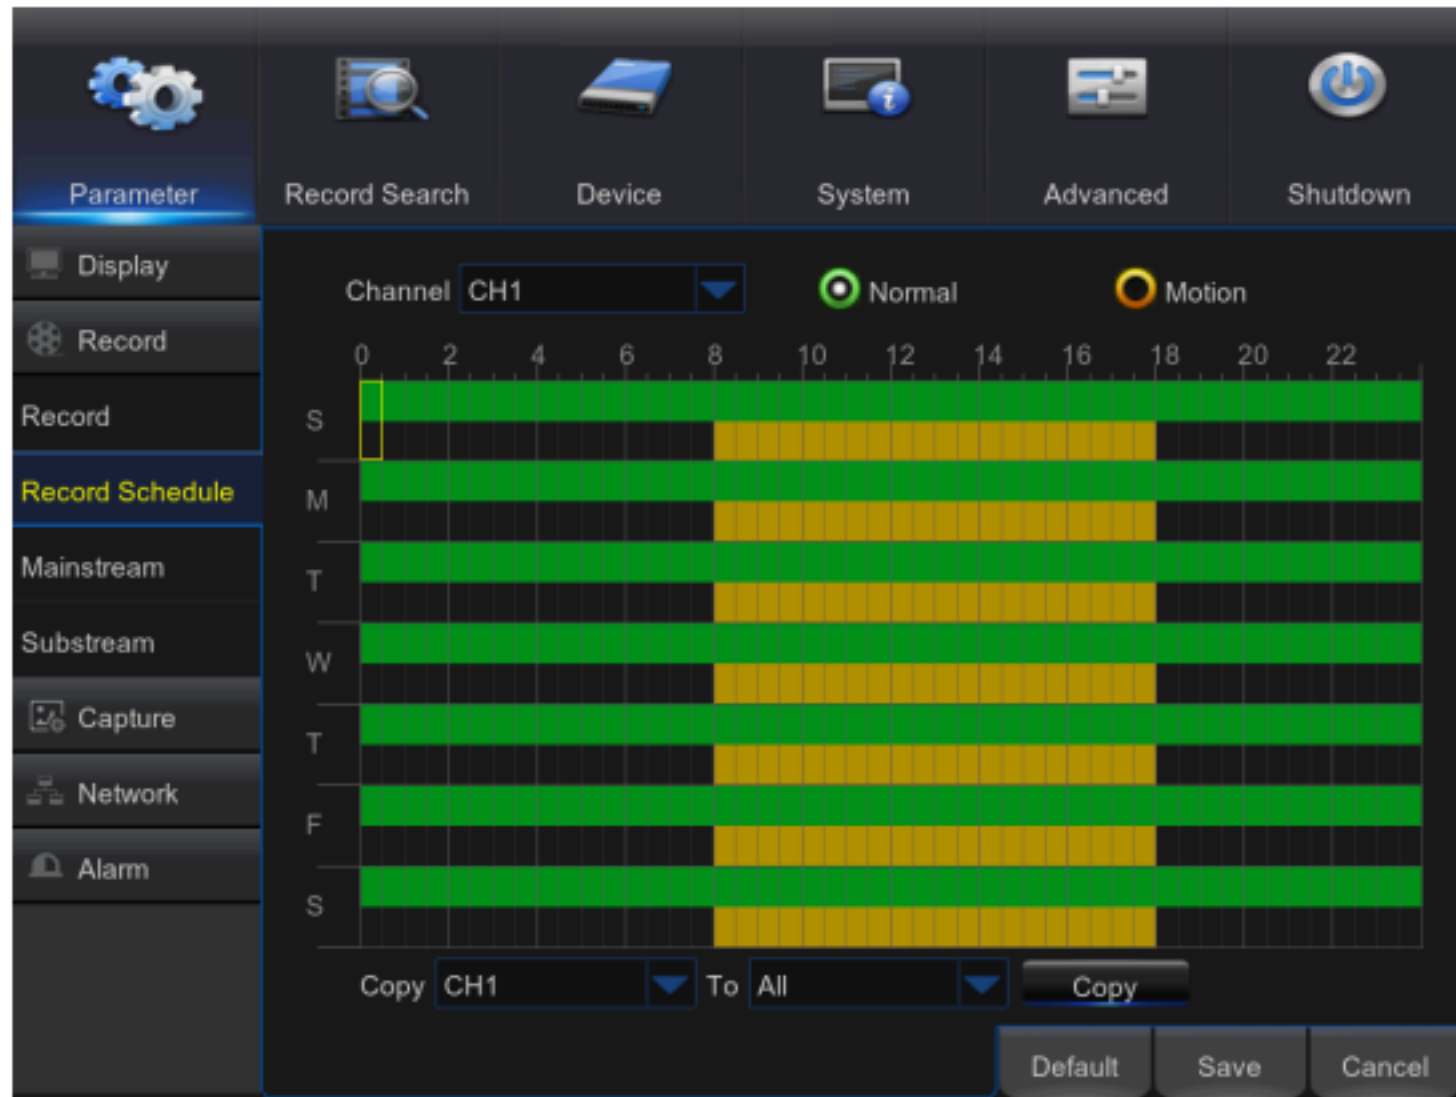 Parameter Record Search Device System Advanced Shutdown
Display
Record
Record
Record Schedule
Mainstream
Substream
Capture
Network
Alarm
Channel CH1 Normal Motion
0 2 4 6 8 10 12 14 16 18 20 22
S
M
T
W
T
F
S
Copy CH1 To All Copy
Default Save Cancel